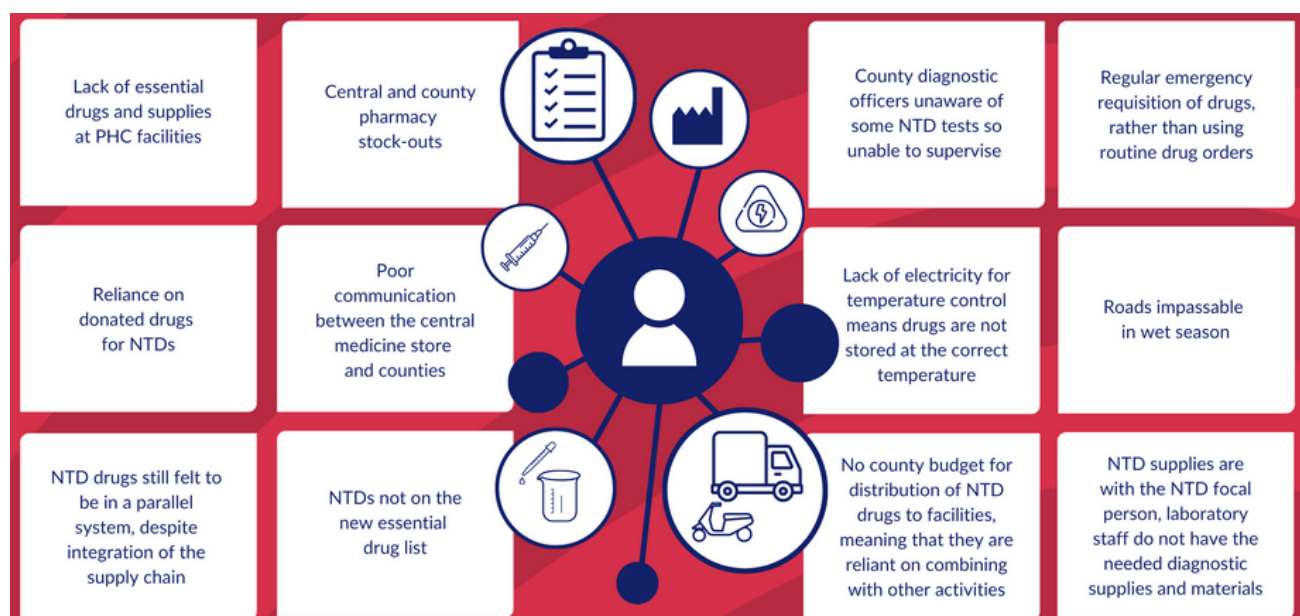 Lack of essential
drugs and supplies
at PHC facilities
Central and county
pharmacy
stock-outs
County diagnostic
officers unaware of
some NTD tests so
unable to supervise
Regular emergency
requisition of drugs,
rather than using
routine drug orders
Reliance on
donated drugs
for NTDs
Poor
communication
between the central
medicine store
and counties
Lack of electricity for
temperature control
means drugs are not
stored at the correct
temperature
Roads impassable
in wet season
NTD drugs still felt to
be in a parallel
system, despite
integration of the
supply chain
NTDs not on the
new essential
drug list
No county budget for
distribution of NTD
drugs to facilities,
meaning that they are
reliant on combining
with other activities
NTD supplies are
with the NTD focal
person, laboratory
staff do not have the
needed diagnostic
supplies and materials